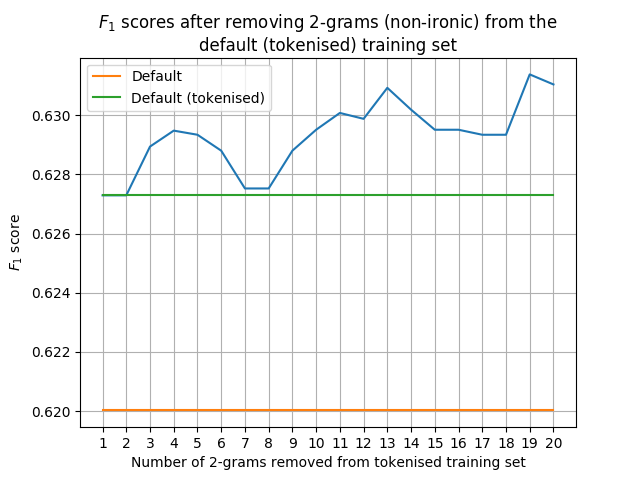 F1 scores after removing 2-grams (non-ironic) from the
default (tokenised) training set
Default
Default (tokenised)
0.630
0.628
0.626
0.624
0.622
0.620
F1 score
1 2 3 4 5 6 7 8 9 10 11 12 13 14 15 16 17 18 19 20
Number of 2-grams removed from tokenised training set